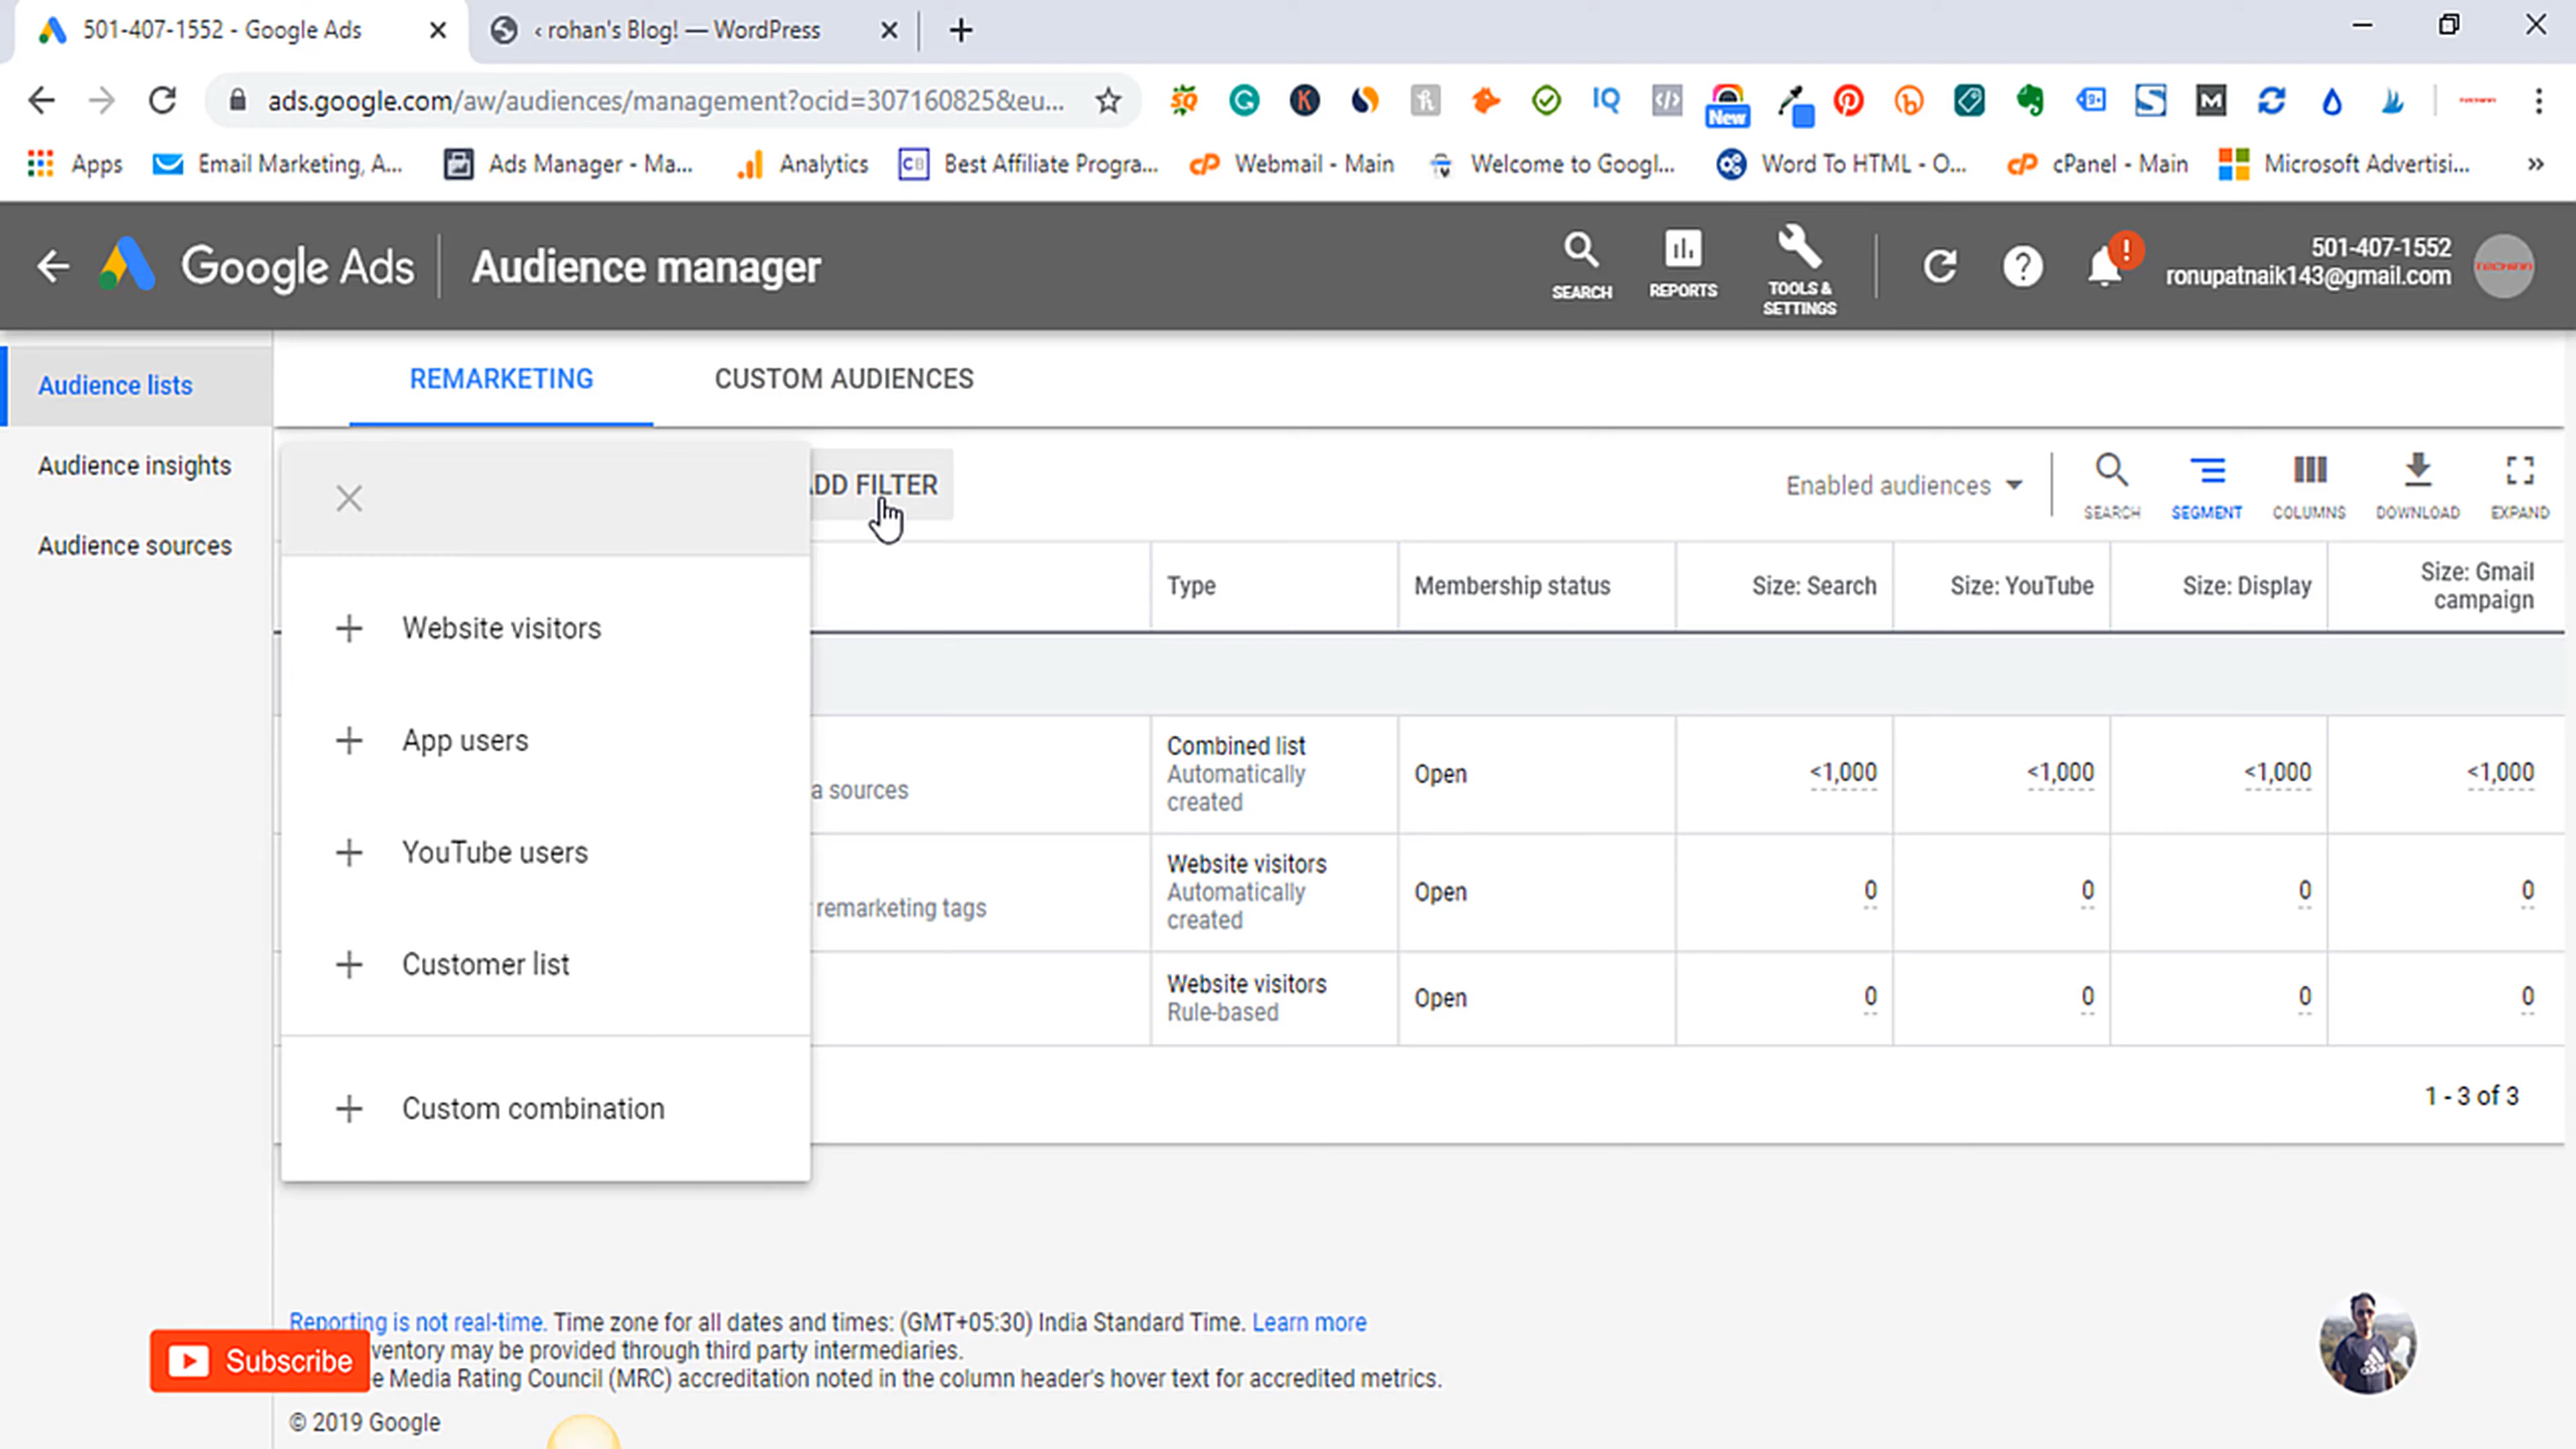 501-407-1552 - Google Ads
‹ rohan's Blog! — WordPress
ads.google.com/aw/audiences/management?ocid=307160825&eu...
New
Apps
Email Marketing, A...
Ads Manager - Ma...
Analytics
Best Affiliate Progra...
Webmail - Main
Welcome to Googl...
Word To HTML - O...
cPanel - Main
Microsoft Advertisi...
»
Google Ads
Audience manager
SEARCH
REPORTS
TOOLS &
SETTINGS
501-407-1552
ronupatnaik143@gmail.com
Audience lists
Audience insights
Audience sources
REMARKETING
CUSTOM AUDIENCES
DD FILTER
Enabled audiences
SEARCH
SEGMENT
COLUMNS
DOWNLOAD
EXPAND
Website visitors
App users
YouTube users
Customer list
Custom combination
Type
Membership status
Size: Search
Size: YouTube
Size: Display
Size: Gmail
campaign
a sources
Combined list
Automatically
created
Open
<1,000
<1,000
<1,000
<1,000
remarketing tags
Website visitors
Automatically
created
Open
0
0
0
0
Website visitors
Rule-based
Open
0
0
0
0
1 - 3 of 3
Reporting is not real-time. Time zone for all dates and times: (GMT+05:30) India Standard Time. Learn more
ventory may be provided through third party intermediaries.
e Media Rating Council (MRC) accreditation noted in the column header's hover text for accredited metrics.
© 2019 Google
Subscribe